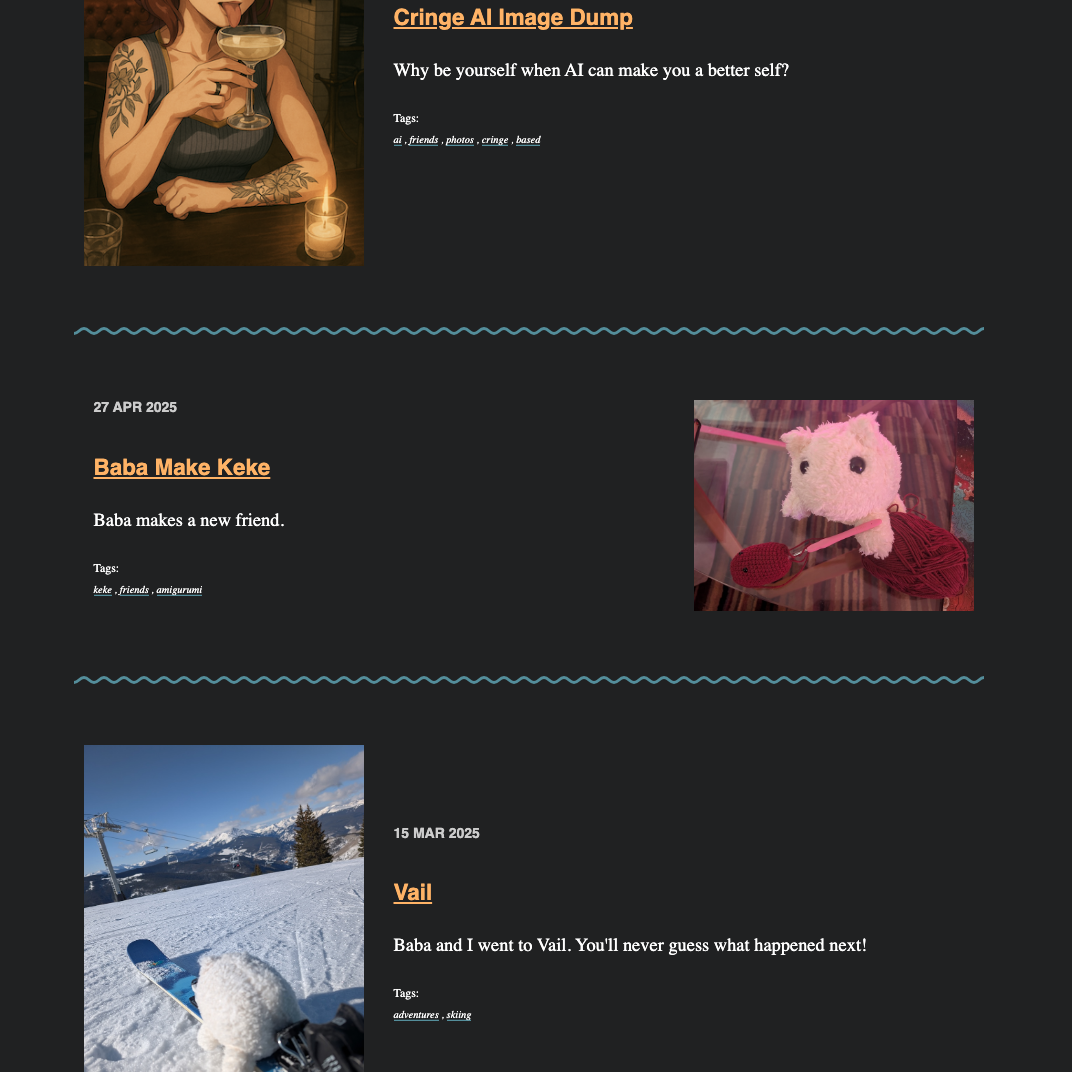 Cringe AI Image Dump
Why be yourself when AI can make you a better self?
Tags:
ai , friends , photos , cringe , based
27 APR 2025
Baba Make Keke
Baba makes a new friend.
Tags:
keke , friends , amigurumi
15 MAR 2025
Vail
Baba and I went to Vail. You'll never guess what happened next!
Tags:
adventures , skiing